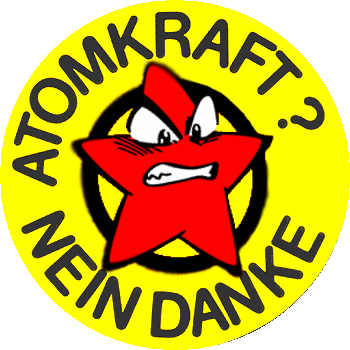 ATOMKRAFT ?
NEIN DANKE